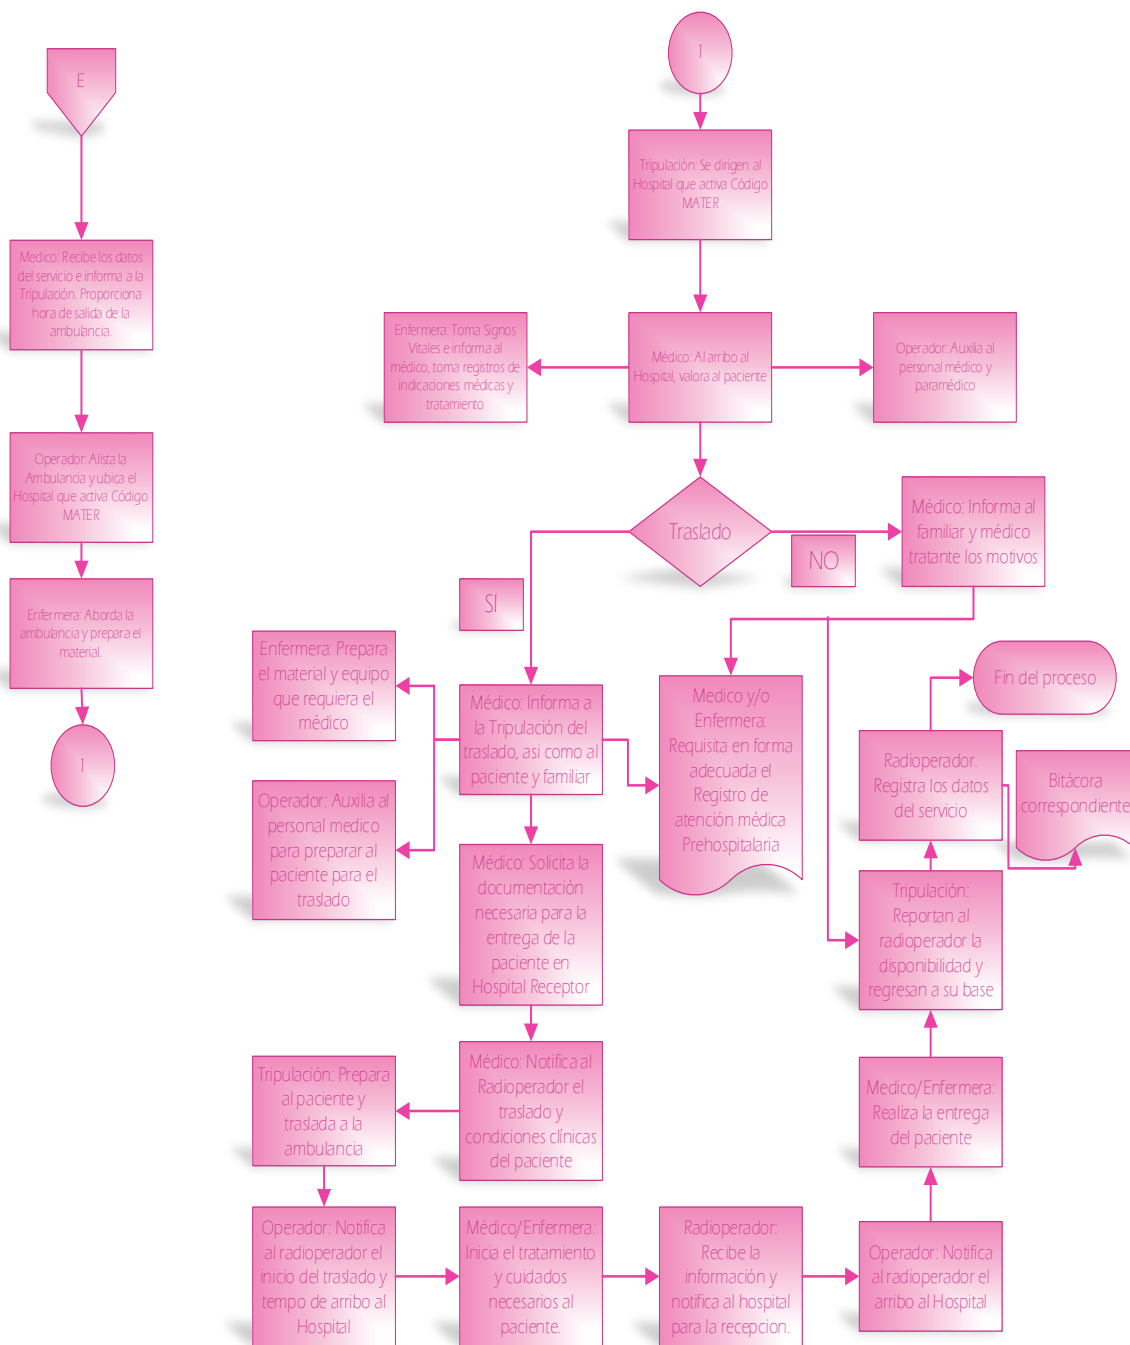 E
Medico: Recibe los datos
del servicio e informa a la
Tripulación. Proporciona
hora de salida de la
ambulancia.
Operador: Alista la
Ambulancia y ubica el
Hospital que activa Código
MATER
Enfermera: Aborda la
ambulancia y prepara el
material.
1
1
Tripulación: Se dirigen al
Hospital que activa Código
MATER
Enfermera: Toma Signos
Vitales e informa al
médico, toma registros de
indicaciones médicas y
tratamiento
Médico: Al arribo al
Hospital, valora al paciente
Operador: Auxilia al
personal médico y
paramédico
Traslado
NO
SI
Médico: Informa al
familiar y médico
tratante los motivos
Enfermera: Prepara
el material y equipo
que requiera el
médico
Operador: Auxilia al
personal medico
para preparar al
paciente para el
traslado
Médico: Informa a
la Tripulación del
traslado, asi como al
paciente y familiar
Medico y/o
Enfermera:
Requisita en forma
adecuada el
Registro de
atención médica
Prehospitalaria
Médico: Solicita la
documentación
necesaria para la
entrega de la
paciente en
Hospital Receptor
Médico: Notifica al
Radioperador el
traslado y
condiciones clínicas
del paciente
Tripulación: Prepara
al paciente y
traslada a la
ambulancia
Operador: Notifica
al radioperador el
inicio del traslado y
tempo de arribo al
Hospital
Médico/Enfermera:
Inicia el tratamiento
y cuidados
necesarios al
paciente.
Radioperador:
Recibe la
información y
notifica al hospital
para la recepcion.
Operador: Notifica
al radioperador el
arribo al Hospital
Medico/Enfermera:
Realiza la entrega
del paciente
Tripulación:
Reportan al
radioperador la
disponibilidad y
regresan a su base
Radioperador.
Registra los datos
del servicio
Bitácora
correspondiente
Fin del proceso